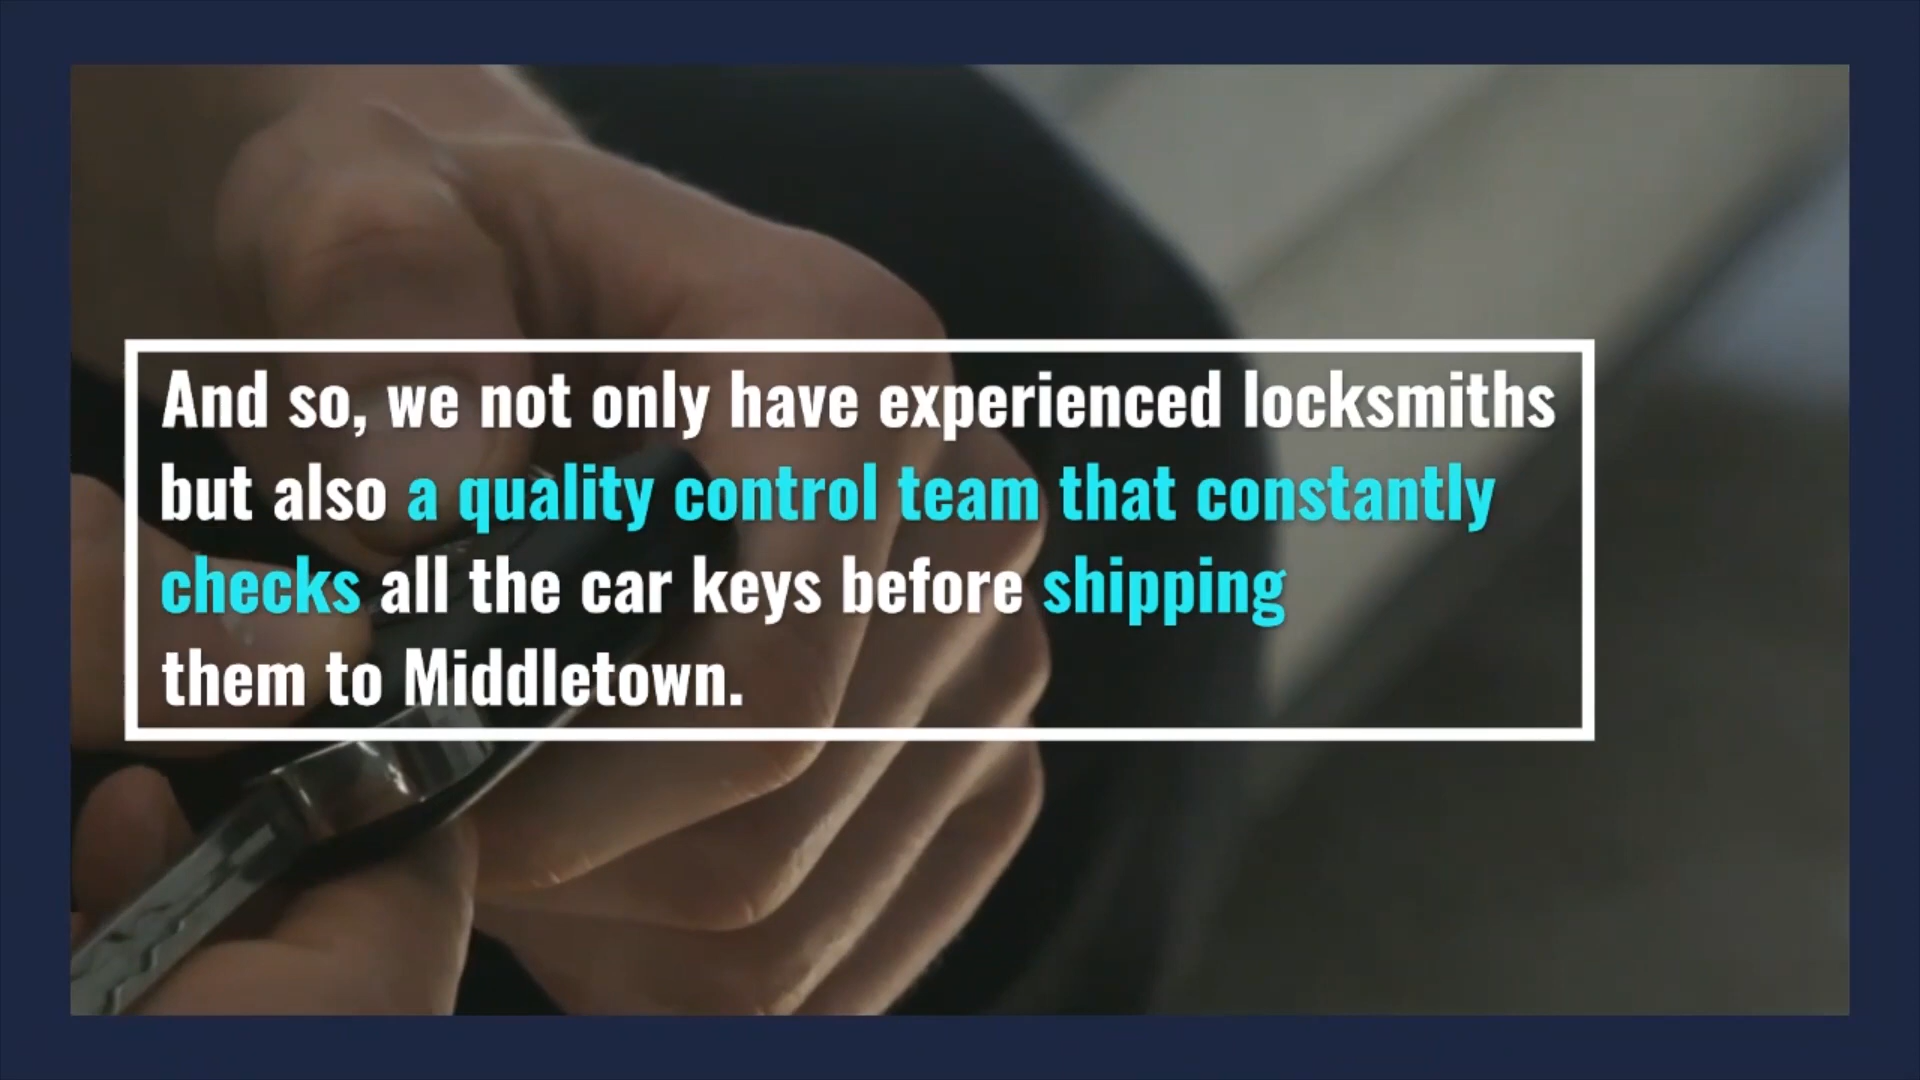 And so, we not only have experienced locksmiths
but also a quality control team that constantly
checks all the car keys before shipping
them to Middletown.